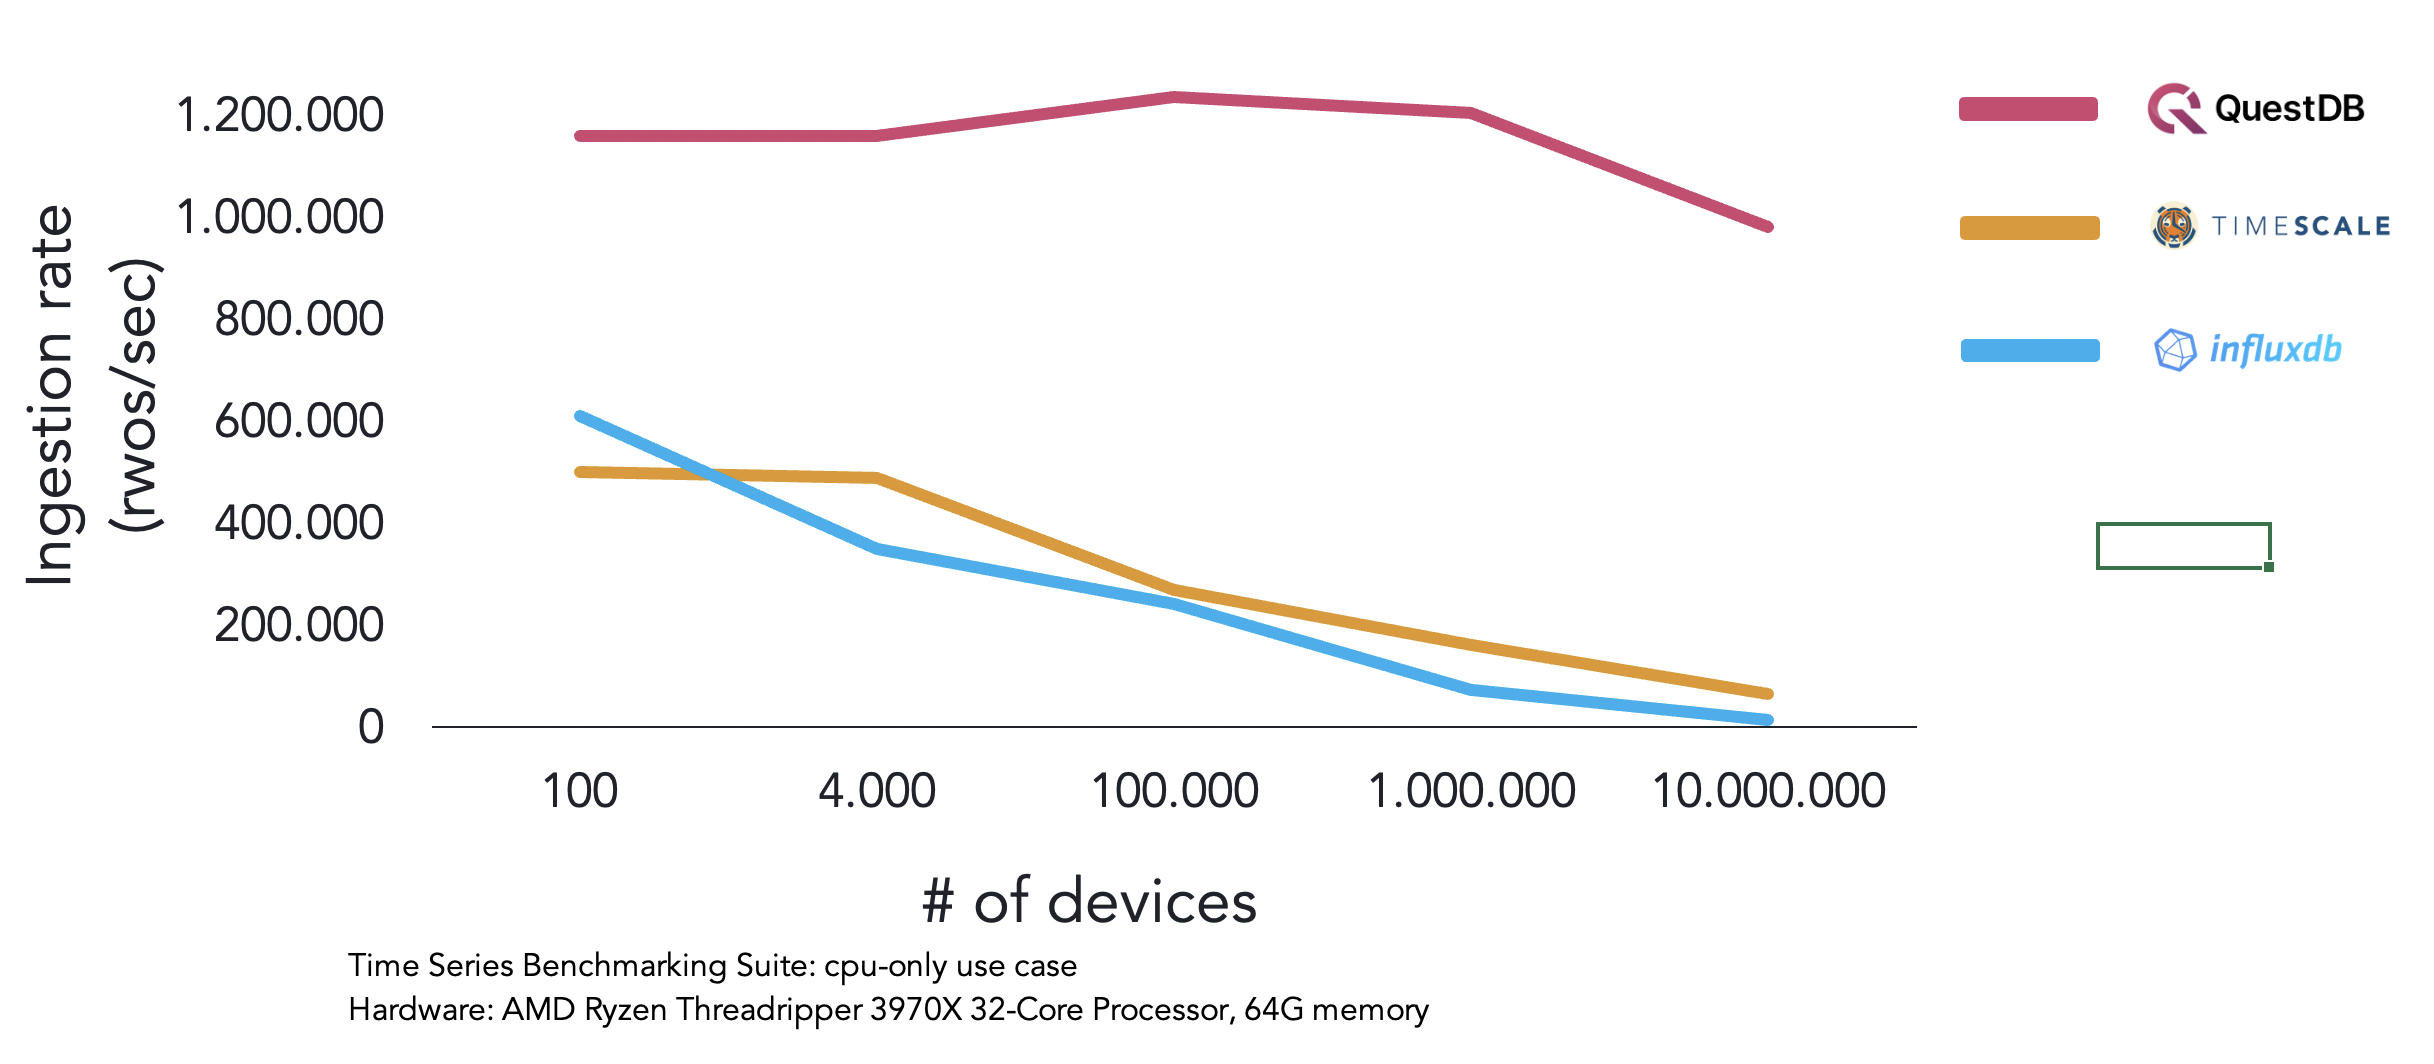 Ingestion rate
(rwos/sec)
1.200.000
1.000.000
800.000
600.000
400.000
200.000
0
100 4.000 100.000 1.000.000 10.000.000
# of devices
QuestDB
TIMESCALE
influxdb
Time Series Benchmarking Suite: cpu-only use case
Hardware: AMD Ryzen Threadripper 3970X 32-Core Processor, 64G memory